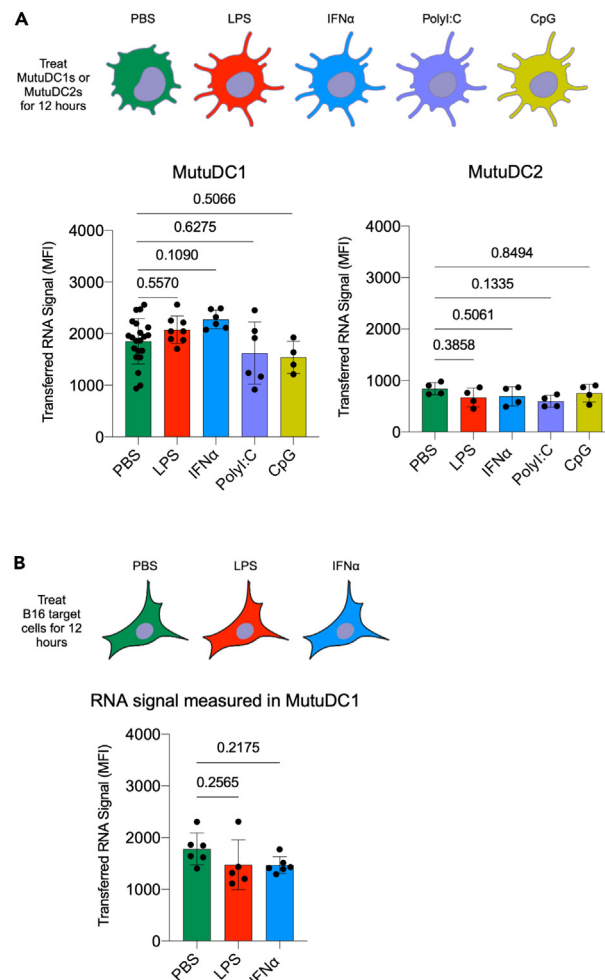 A
PBS LPS IFNα PolyI:C CpG
Treat
MutuDC1s or
MutuDC2s
for 12 hours
MutuDC1
0.5066
0.6275
0.1090
0.5570
Transferred RNA Signal (MFI)
4000
3000
2000
1000
0
PBS LPS IFNα PolyI:C CpG
MutuDC2
0.8494
0.1335
0.5061
0.3858
Transferred RNA Signal (MFI)
4000
3000
2000
1000
0
PBS LPS IFNα PolyI:C CpG
B
PBS LPS IFNα
Treat
B16 target
cells for 12
hours
RNA signal measured in MutuDC1
0.2175
0.2565
Transferred RNA Signal (MFI)
4000
3000
2000
1000
0
PBS LPS IFNα